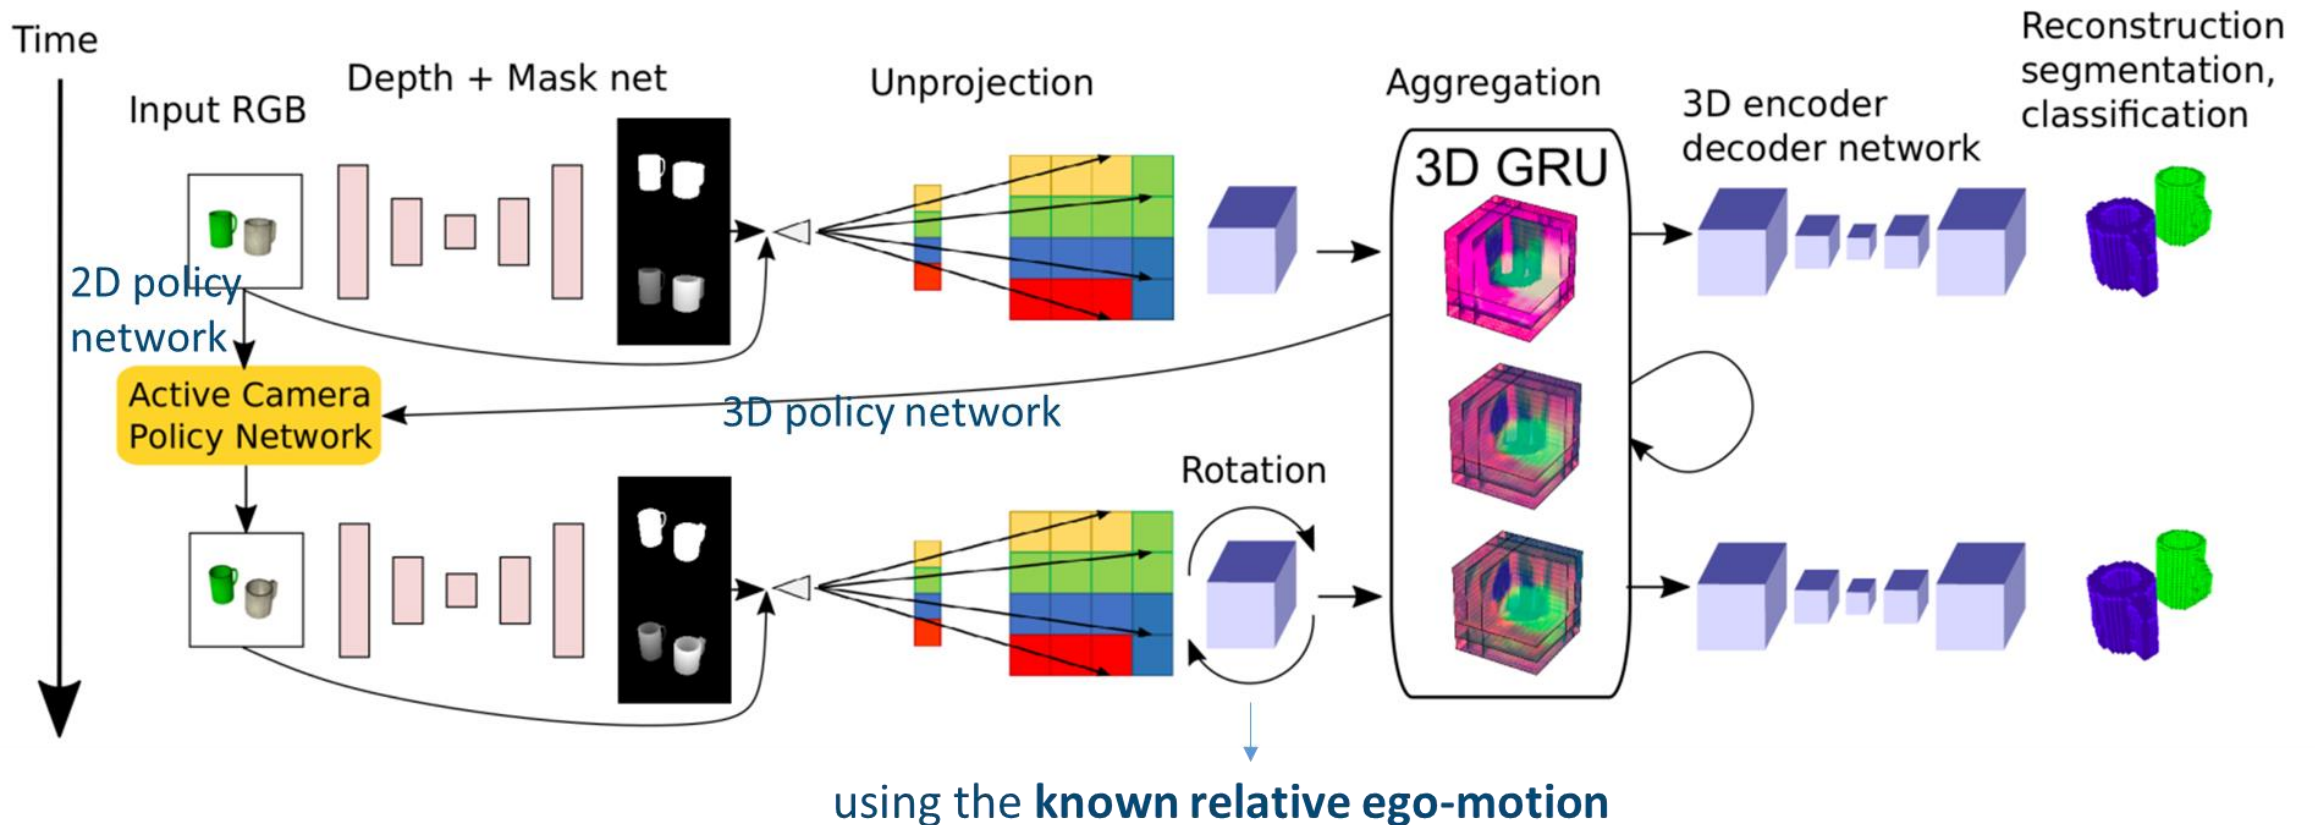 Time
Input RGB
Depth + Mask net
Unprojection
Aggregation
3D encoder
decoder network
Reconstruction
segmentation,
classification
3D GRU
2D policy
network
Active Camera
Policy Network
3D policy network
Rotation
using the known relative ego-motion